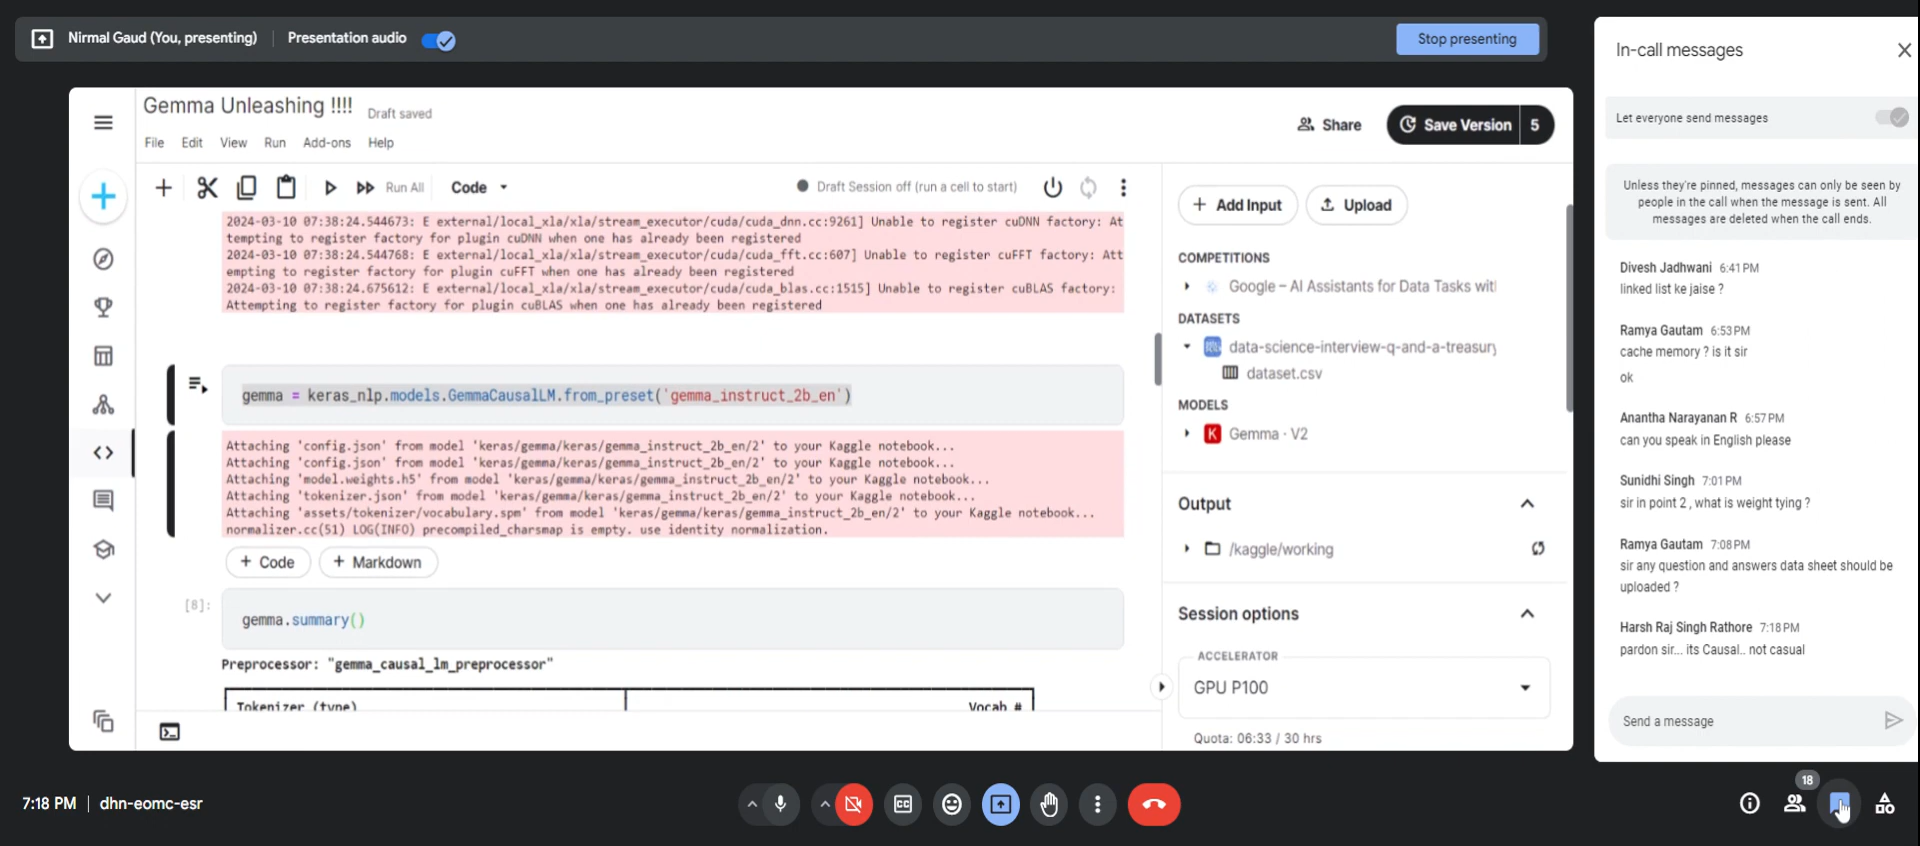 Nirmal Gaud (You, presenting)
Presentation audio
Stop presenting
Gemma Unleashing !!!!
Draft saved
File Edit View Run Add-ons Help
Share
Save Version 5
Run All
Code
Draft Session off (run a cell to start)
2024-03-10 07:38:24.544673: E external/local_xla/xla/stream_executor/cuda/cuda_dnn.cc:9261] Unable to register cuDNN factory: At
tempting to register factory for plugin cuDNN when one has already been registered
2024-03-10 07:38:24.544768: E external/local_xla/xla/stream_executor/cuda/cuda_fft.cc:607] Unable to register cuFFT factory: Att
empting to register factory for plugin cuFFT when one has already been registered
2024-03-10 07:38:24.675612: E external/local_xla/xla/stream_executor/cuda/cuda_blas.cc:1515] Unable to register cuBLAS factory:
Attempting to register factory for plugin cuBLAS when one has already been registered
gemma = keras_nlp.models.GemmaCausalLM.from_preset('gemma_instruct_2b_en')
Attaching 'config.json' from model 'keras/gemma/keras/gemma_instruct_2b_en/2' to your Kaggle notebook...
Attaching 'config.json' from model 'keras/gemma/keras/gemma_instruct_2b_en/2' to your Kaggle notebook...
Attaching 'model.weights.h5' from model 'keras/gemma/keras/gemma_instruct_2b_en/2' to your Kaggle notebook...
Attaching 'tokenizer.json' from model 'keras/gemma/keras/gemma_instruct_2b_en/2' to your Kaggle notebook...
Attaching 'assets/tokenizer/vocabulary.spm' from model 'keras/gemma/keras/gemma_instruct_2b_en/2' to your Kaggle notebook...
normalizer.cc(51) LOG(INFO) precompiled_charsmap is empty. use identity normalization.
+ Code
+ Markdown
[8]:
gemma.summary()
Preprocessor: "gemma_causal_lm_preprocessor"
Tokenizer (type)
Vocab #
+ Add Input
Upload
COMPETITIONS
Google – AI Assistants for Data Tasks wit
DATASETS
data-science-interview-q-and-a-treasury
dataset.csv
MODELS
K Gemma · V2
Output
/kaggle/working
Session options
ACCELERATOR
GPU P100
Quota: 06:33 / 30 hrs
In-call messages
Let everyone send messages
Unless they're pinned, messages can only be seen by
people in the call when the message is sent. All
messages are deleted when the call ends.
Divesh Jadhwani 6:41 PM
linked list ke jaise ?
Ramya Gautam 6:53 PM
cache memory ? is it sir
ok
Anantha Narayanan R 6:57 PM
can you speak in English please
Sunidhi Singh 7:01 PM
sir in point 2 , what is weight tying ?
Ramya Gautam 7:08 PM
sir any question and answers data sheet should be
uploaded ?
Harsh Raj Singh Rathore 7:18 PM
pardon sir... its Causal.. not casual
Send a message
7:18 PM | dhn-eomc-esr
CC
18